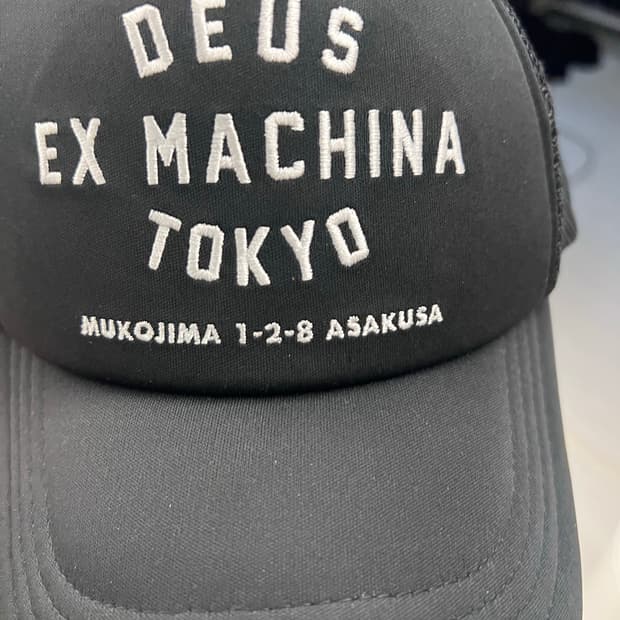 DEUS
EX MACHINA
TOKYO
MUKOJIMA 1-2-8 ASAKUSA